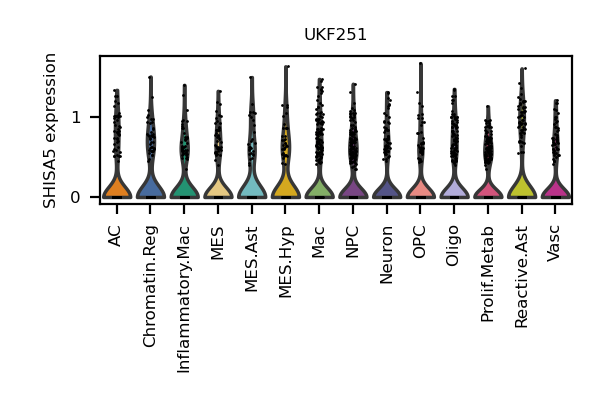 UKF251
SHISA5 expression
1
0
AC
Chromatin.Reg
Inflammatory.Mac
MES
MES.Ast
MES.Hyp
Mac
NPC
Neuron
OPC
Oligo
Prolif.Metab
Reactive.Ast
Vasc